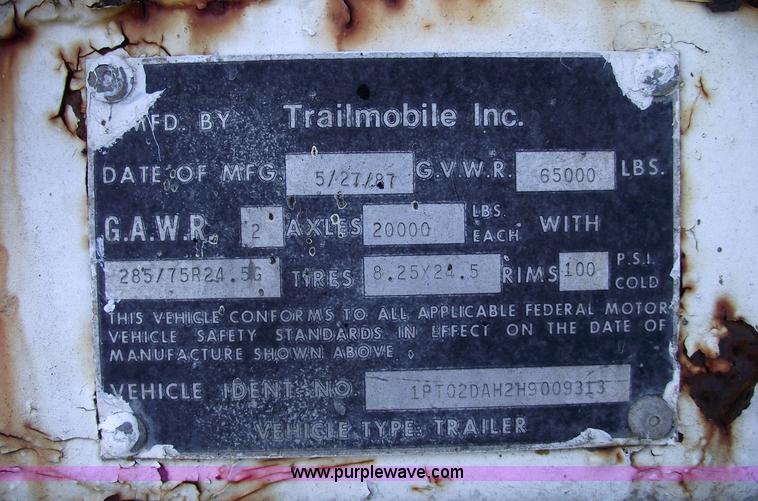 MFD. BY Trailmobile Inc.
DATE OF MFG. 5/27/87 G.V.W.R. 65000 LBS.
G.A.W.R. 2 AXLES 20000 LBS. EACH WITH
285/75R24.5G TIRES 8.25X24.5 RIMS 100 P.S.I. COLD
THIS VEHICLE CONFORMS TO ALL APPLICABLE FEDERAL MOTOR
VEHICLE SAFETY STANDARDS IN EFFECT ON THE DATE OF
MANUFACTURE SHOWN ABOVE.
VEHICLE IDENT. NO. 1PT02DAH2H9009313
VEHICLE TYPE: TRAILER
www.purplewave.com